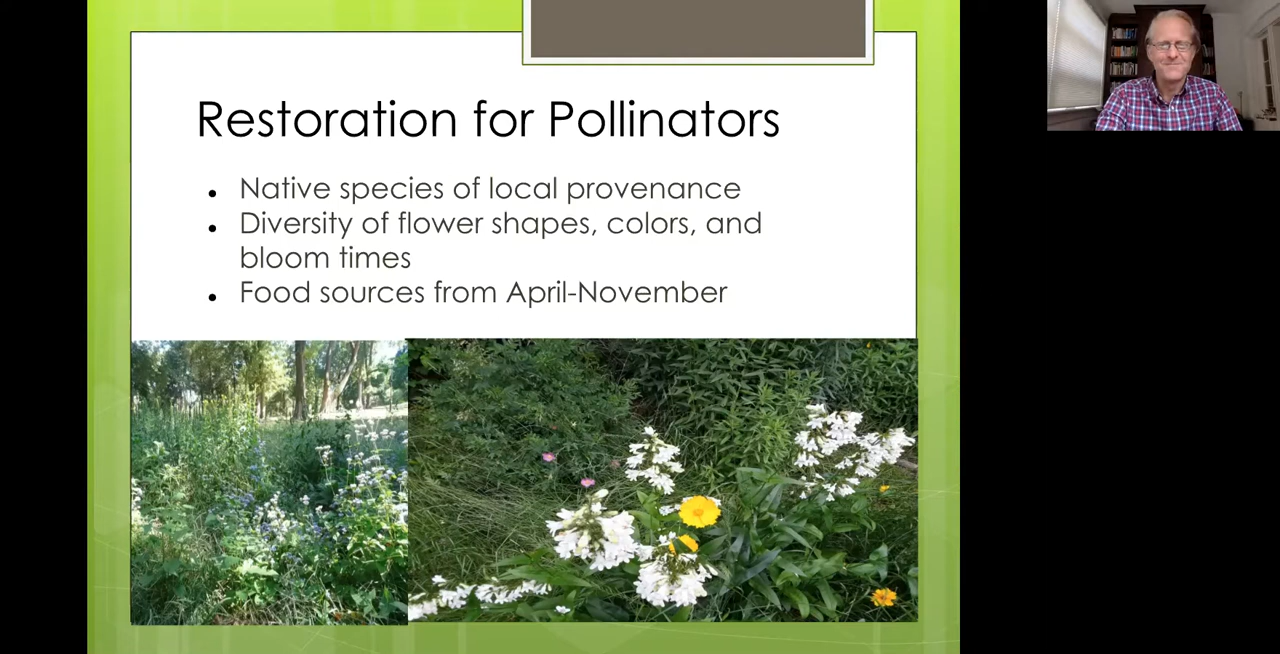 Restoration for Pollinators
• Native species of local provenance
• Diversity of flower shapes, colors, and
bloom times
• Food sources from April-November